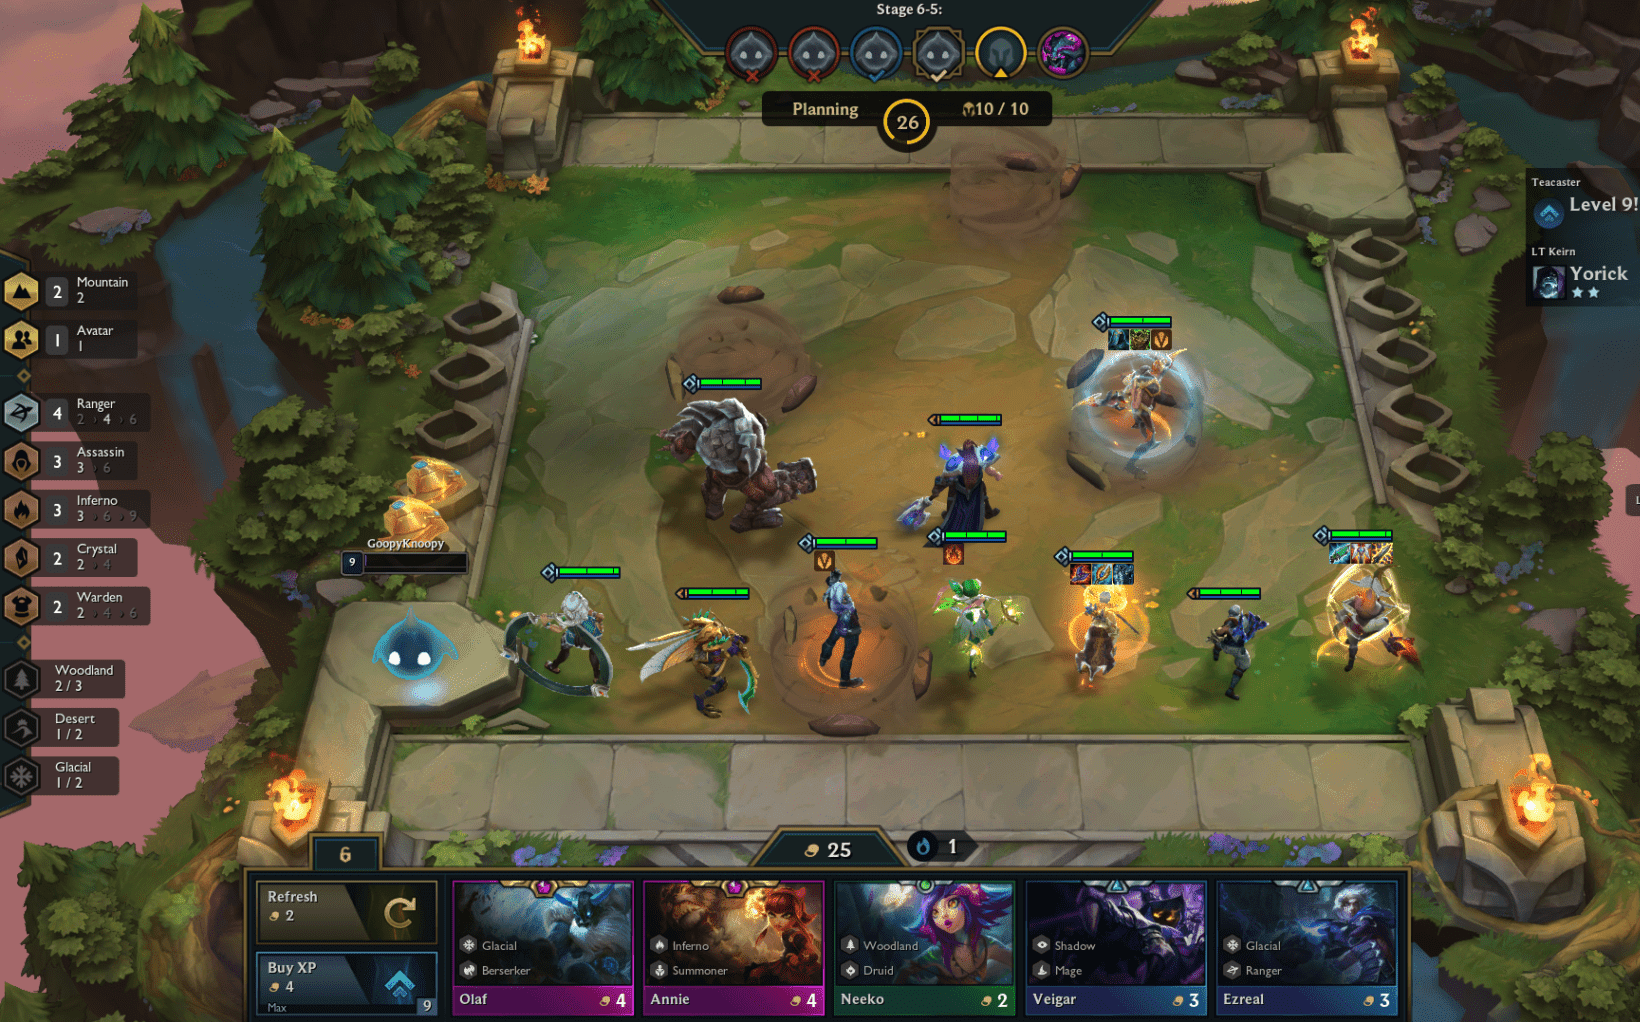 Stage 6-5:
Planning
26
10 / 10
Teacaster
Level 9!
LT Keirn
Yorick
2
Mountain
2
1
Avatar
1
4
Ranger
2 › 4 › 6
3
Assassin
3 › 6
3
Inferno
3 › 6 › 9
2
Crystal
2 › 4
2
Warden
2 › 4 › 6
Woodland
2 / 3
Desert
1 / 2
Glacial
1 / 2
GoopyKnoopy
9
6
25
1
Refresh
2
Buy XP
4
Max
9
Glacial
Berserker
Olaf
4
Inferno
Summoner
Annie
4
Woodland
Druid
Neeko
2
Shadow
Mage
Veigar
3
Glacial
Ranger
Ezreal
3